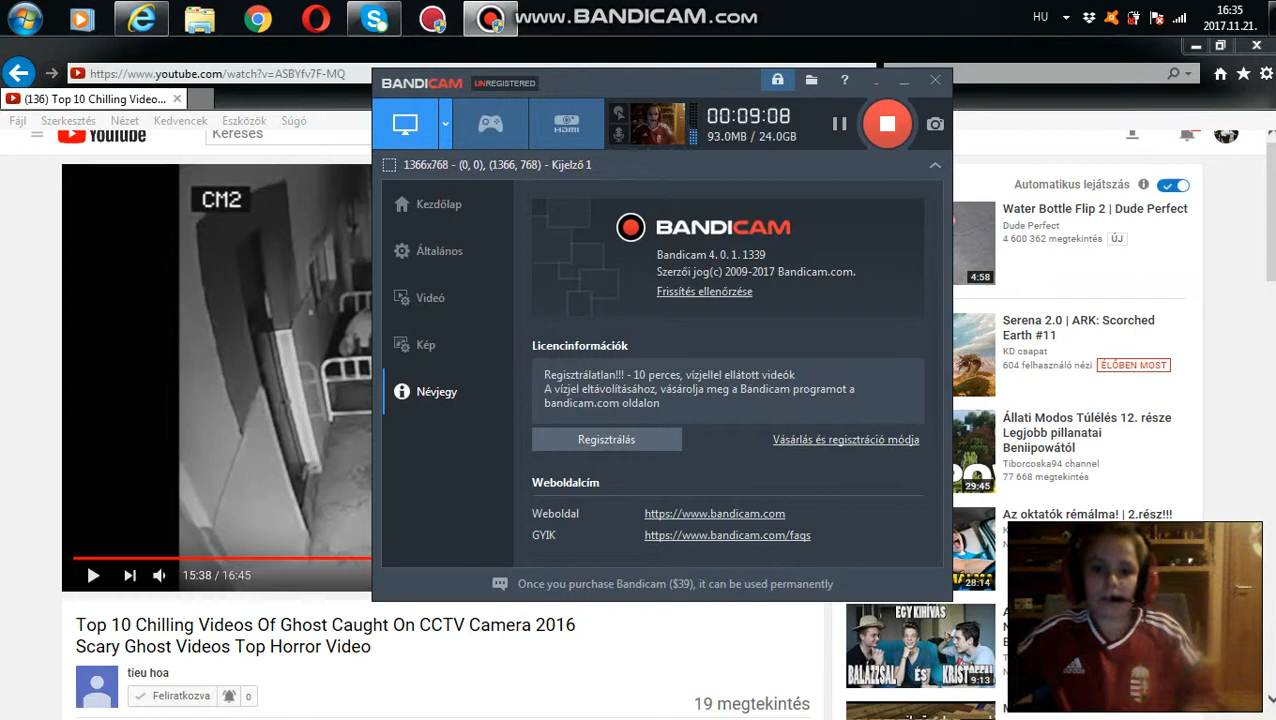 www.BANDICAM.com
HU
16:35
2017.11.21.
https://www.youtube.com/watch?v=ASBYfv7F-MQ
(136) Top 10 Chilling Videos...
Fájl Szerkesztés Nézet Kedvencek Eszközök Súgó
YouTube
Keresés
BANDICAM UNREGISTERED
HDMI
00:09:08
93.0MB / 24.0GB
1366x768 - (0, 0), (1366, 768) - Kijelző 1
Kezdőlap
Általános
Videó
Kép
Névjegy
BANDICAM
Bandicam 4. 0. 1. 1339
Szerzői jog(c) 2009-2017 Bandicam.com.
Frissítés ellenőrzése
Licencinformációk
Regisztrálatlan!!! - 10 perces, vízjellel ellátott videók
A vízjel eltávolításához, vásárolja meg a Bandicam programot a
bandicam.com oldalon
Regisztrálás
Vásárlás és regisztráció módja
Weboldalcím
Weboldal https://www.bandicam.com
GYIK https://www.bandicam.com/faqs
Once you purchase Bandicam ($39), it can be used permanently
CM2
15:38 / 16:45
Top 10 Chilling Videos Of Ghost Caught On CCTV Camera 2016
Scary Ghost Videos Top Horror Video
tieu hoa
Feliratkozva 0
19 megtekintés
Automatikus lejátszás
Water Bottle Flip 2 | Dude Perfect
Dude Perfect
4 600 362 megtekintés ÚJ
4:58
Serena 2.0 | ARK: Scorched
Earth #11
KD csapat
604 felhasználó nézi ÉLŐBEN MOST
Állati Modos Túlélés 12. része
Legjobb pillanatai
Beniipowától
Tiborcoska94 channel
77 668 megtekintés
29:45
Az oktatók rémálma! | 2.rész!!!
28:14
EGY KIHÍVÁS
BALÁZZSAL ÉS KRISTÓFFAL
9:13